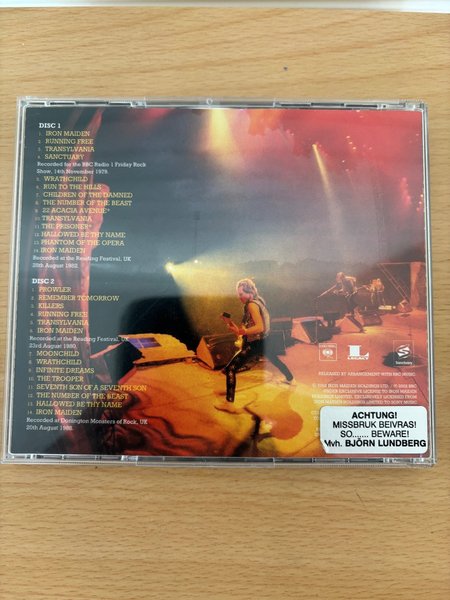 DISC 1
1. IRON MAIDEN
2. RUNNING FREE
3. TRANSYLVANIA
4. SANCTUARY
Recorded for the BBC Radio 1 Friday Rock
Show, 14th November 1979.
5. WRATHCHILD
6. RUN TO THE HILLS
7. CHILDREN OF THE DAMNED
8. THE NUMBER OF THE BEAST
9. 22 ACACIA AVENUE*
10. TRANSYLVANIA
11. THE PRISONER*
12. HALLOWED BE THY NAME
13. PHANTOM OF THE OPERA
14. IRON MAIDEN
Recorded at the Reading Festival, UK
28th August 1982.
DISC 2
1. PROWLER
2. REMEMBER TOMORROW
3. KILLERS
4. RUNNING FREE
5. TRANSYLVANIA
6. IRON MAIDEN
Recorded at the Reading Festival, UK
23rd August 1980.
7. MOONCHILD
8. WRATHCHILD
9. INFINITE DREAMS
10. THE TROOPER
11. SEVENTH SON OF A SEVENTH SON
12. THE NUMBER OF THE BEAST
13. HALLOWED BE THY NAME
14. IRON MAIDEN
Recorded at Donington Monsters of Rock, UK
20th August 1988.
RELEASED BY ARRANGEMENT WITH BBC MUSIC
ACHTUNG!
MISSBRUK BEIVRAS!
SO....... BEWARE!
Mvh. BJÖRN LUNDBERG